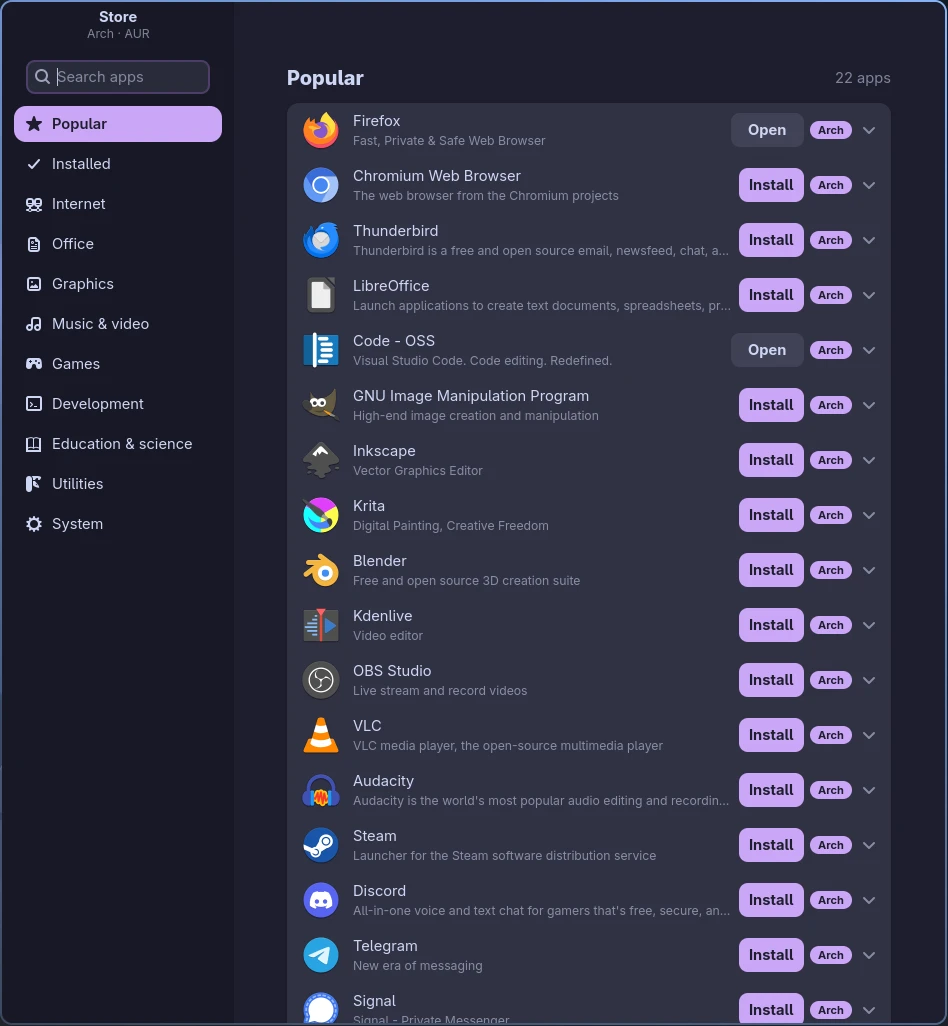 Store
Arch · AUR
Search apps
Popular
Installed
Internet
Office
Graphics
Music & video
Games
Development
Education & science
Utilities
System
Popular
22 apps
Firefox
Fast, Private & Safe Web Browser
Open
Arch
Chromium Web Browser
The web browser from the Chromium projects
Install
Arch
Thunderbird
Thunderbird is a free and open source email, newsfeed, chat, a...
Install
Arch
LibreOffice
Launch applications to create text documents, spreadsheets, pr...
Install
Arch
Code - OSS
Visual Studio Code. Code editing. Redefined.
Open
Arch
GNU Image Manipulation Program
High-end image creation and manipulation
Install
Arch
Inkscape
Vector Graphics Editor
Install
Arch
Krita
Digital Painting, Creative Freedom
Install
Arch
Blender
Free and open source 3D creation suite
Install
Arch
Kdenlive
Video editor
Install
Arch
OBS Studio
Live stream and record videos
Install
Arch
VLC
VLC media player, the open-source multimedia player
Install
Arch
Audacity
Audacity is the world's most popular audio editing and recordin...
Install
Arch
Steam
Launcher for the Steam software distribution service
Install
Arch
Discord
All-in-one voice and text chat for gamers that's free, secure, an...
Install
Arch
Telegram
New era of messaging
Install
Arch
Signal
Signal - Private Messenger
Install
Arch